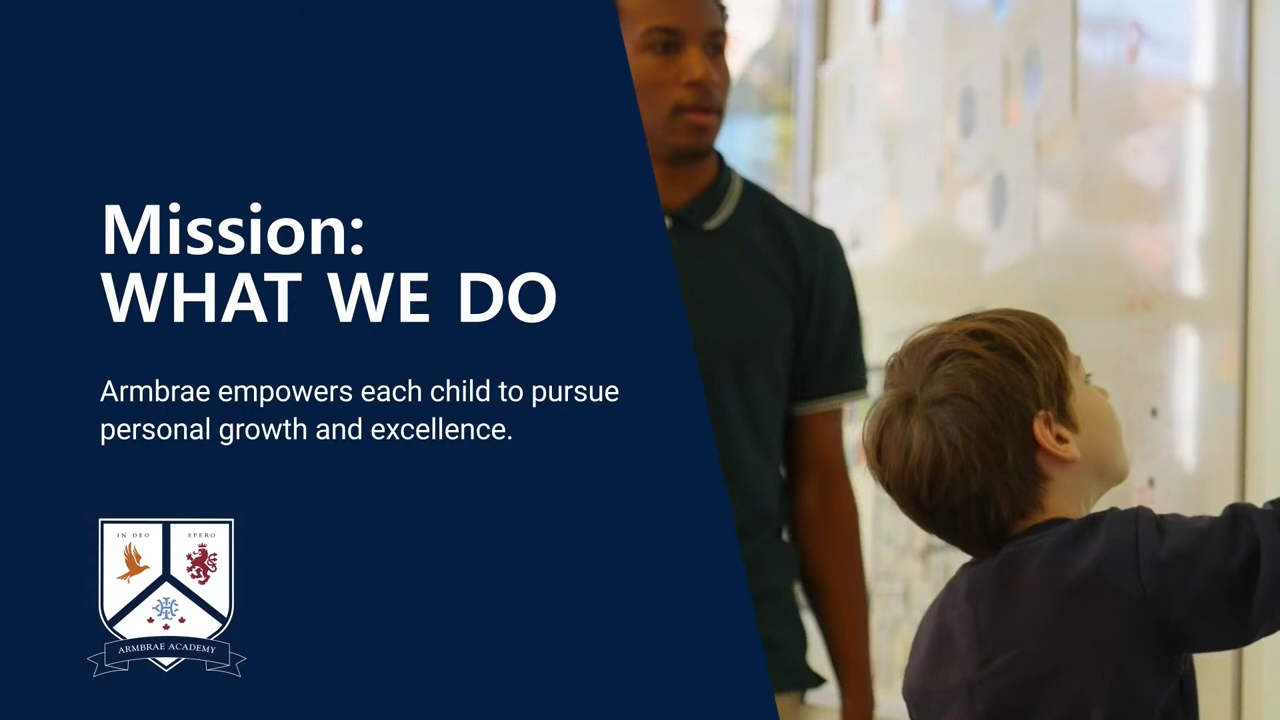 Mission:
WHAT WE DO
Armbrae empowers each child to pursue
personal growth and excellence.
IN DEO SPERO
ARMBRAE ACADEMY